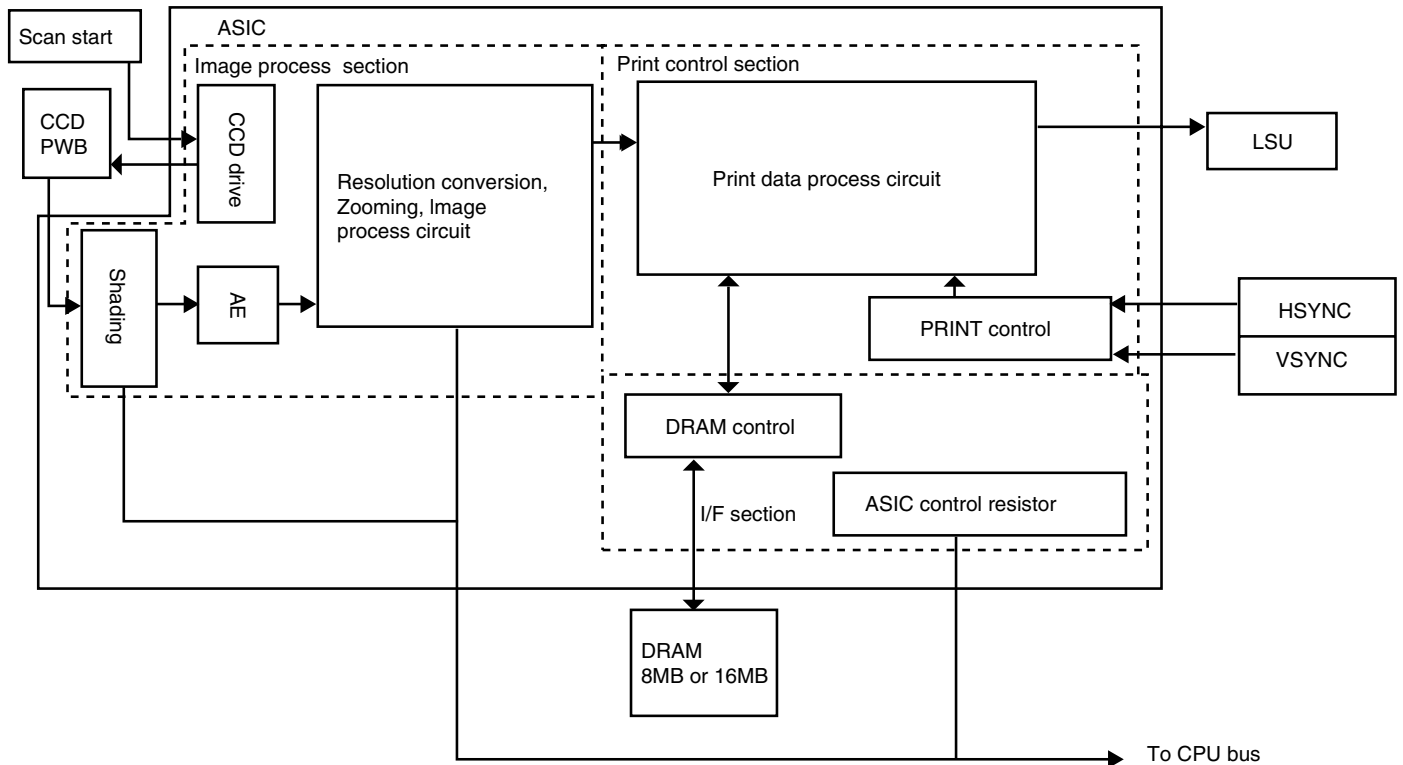 Scan start
ASIC
Image process section
Print control section
CCD
PWB
CCD drive
Resolution conversion,
Zooming, Image
process circuit
Print data process circuit
LSU
Shading
AE
PRINT control
HSYNC
VSYNC
DRAM control
I/F section
ASIC control resistor
DRAM
8MB or 16MB
To CPU bus